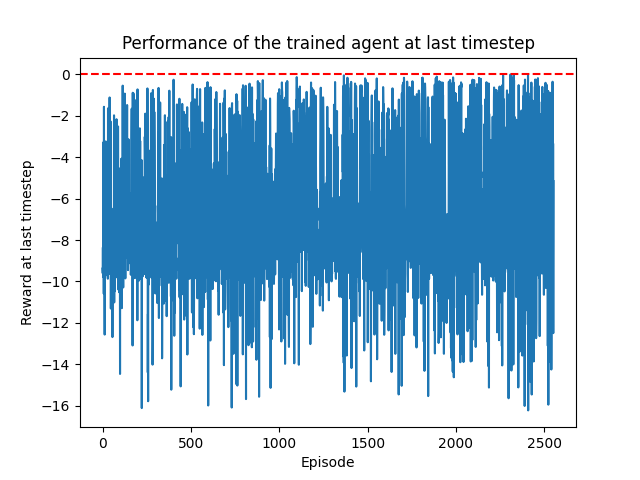 Performance of the trained agent at last timestep
0
−2
−4
−6
−8
−10
−12
−14
−16
Reward at last timestep
0 500 1000 1500 2000 2500
Episode